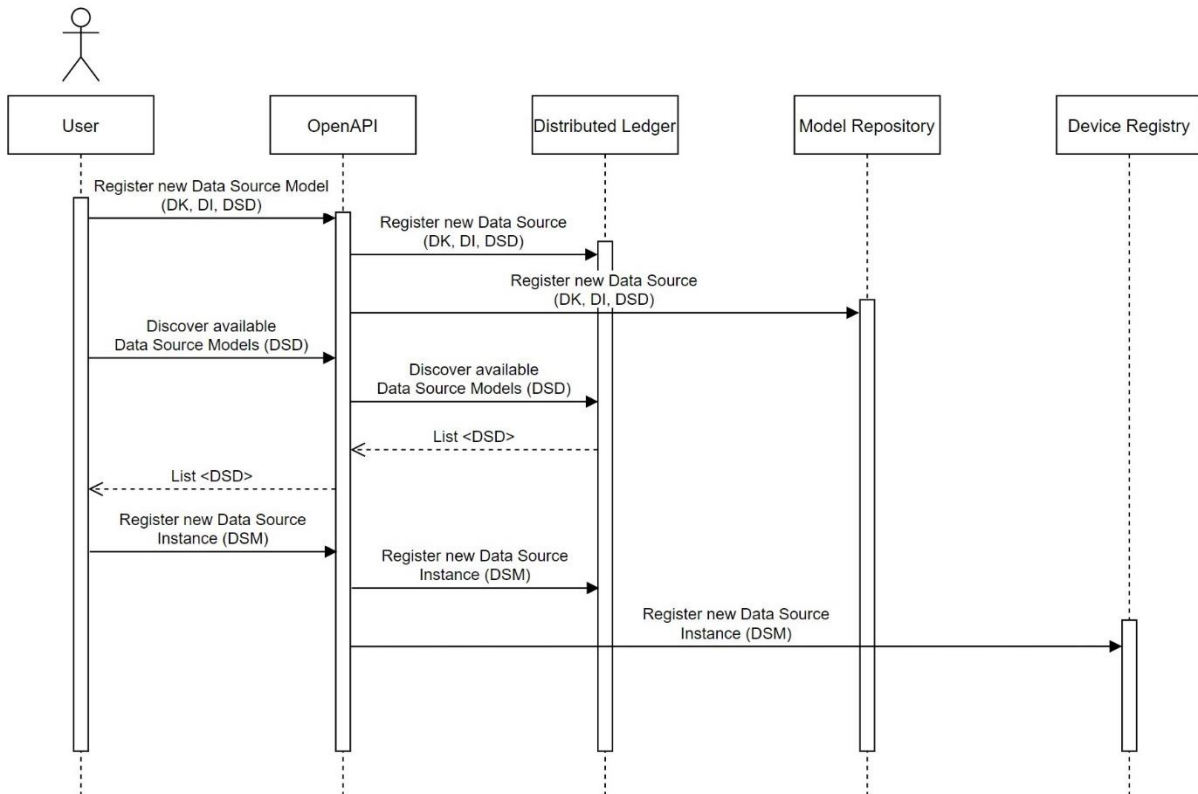 User
OpenAPI
Distributed Ledger
Model Repository
Device Registry
Register new Data Source Model
(DK, DI, DSD)
Register new Data Source
(DK, DI, DSD)
Register new Data Source
(DK, DI, DSD)
Discover available
Data Source Models (DSD)
Discover available
Data Source Models (DSD)
List <DSD>
List <DSD>
Register new Data Source
Instance (DSM)
Register new Data Source
Instance (DSM)
Register new Data Source
Instance (DSM)